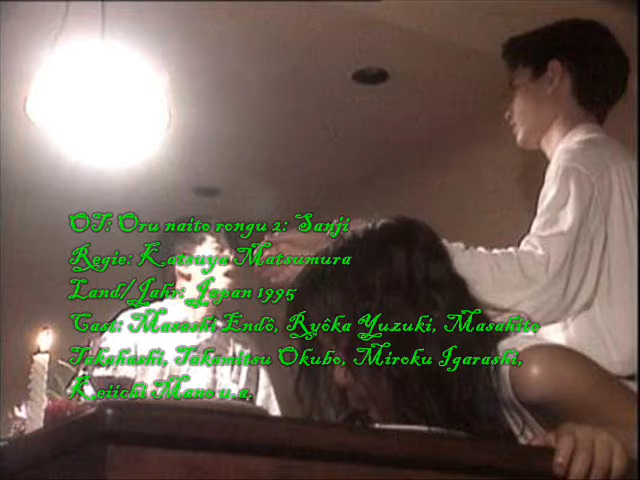 OT: Oru naito rongu 2: Sanji
Regie: Katsuya Matsumura
Land/Jahr: Japan 1995
Cast: Masashi Endô, Ryôka Yuzuki, Masahito
Takahashi, Takamitsu Okubo, Miroku Igarashi,
Keiichi Mano u.a.